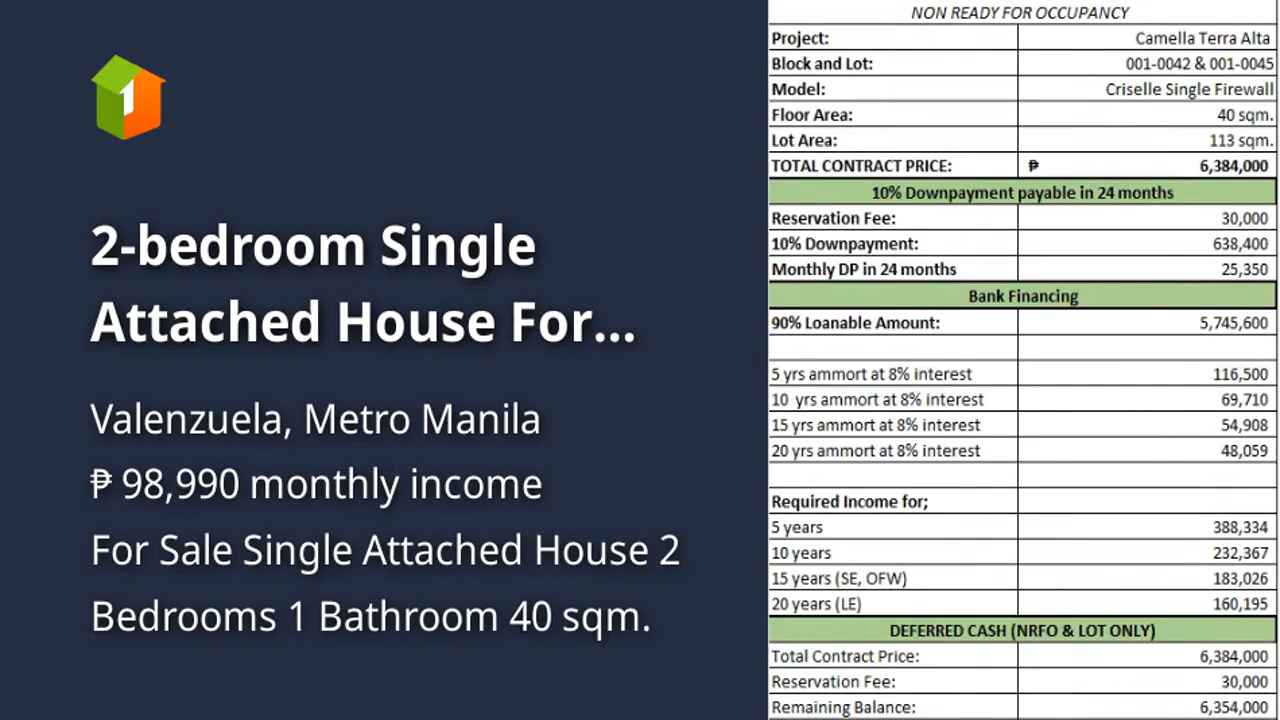 2-bedroom Single
Attached House For...
Valenzuela, Metro Manila
₱ 98,990 monthly income
For Sale Single Attached House 2
Bedrooms 1 Bathroom 40 sqm.
NON READY FOR OCCUPANCY
Project: Camella Terra Alta
Block and Lot: 001-0042 & 001-0045
Model: Criselle Single Firewall
Floor Area: 40 sqm.
Lot Area: 113 sqm.
TOTAL CONTRACT PRICE: ₱ 6,384,000
10% Downpayment payable in 24 months
Reservation Fee: 30,000
10% Downpayment: 638,400
Monthly DP in 24 months 25,350
Bank Financing
90% Loanable Amount: 5,745,600
5 yrs ammort at 8% interest 116,500
10 yrs ammort at 8% interest 69,710
15 yrs ammort at 8% interest 54,908
20 yrs ammort at 8% interest 48,059
Required Income for;
5 years 388,334
10 years 232,367
15 years (SE, OFW) 183,026
20 years (LE) 160,195
DEFERRED CASH (NRFO & LOT ONLY)
Total Contract Price: 6,384,000
Reservation Fee: 30,000
Remaining Balance: 6,354,000